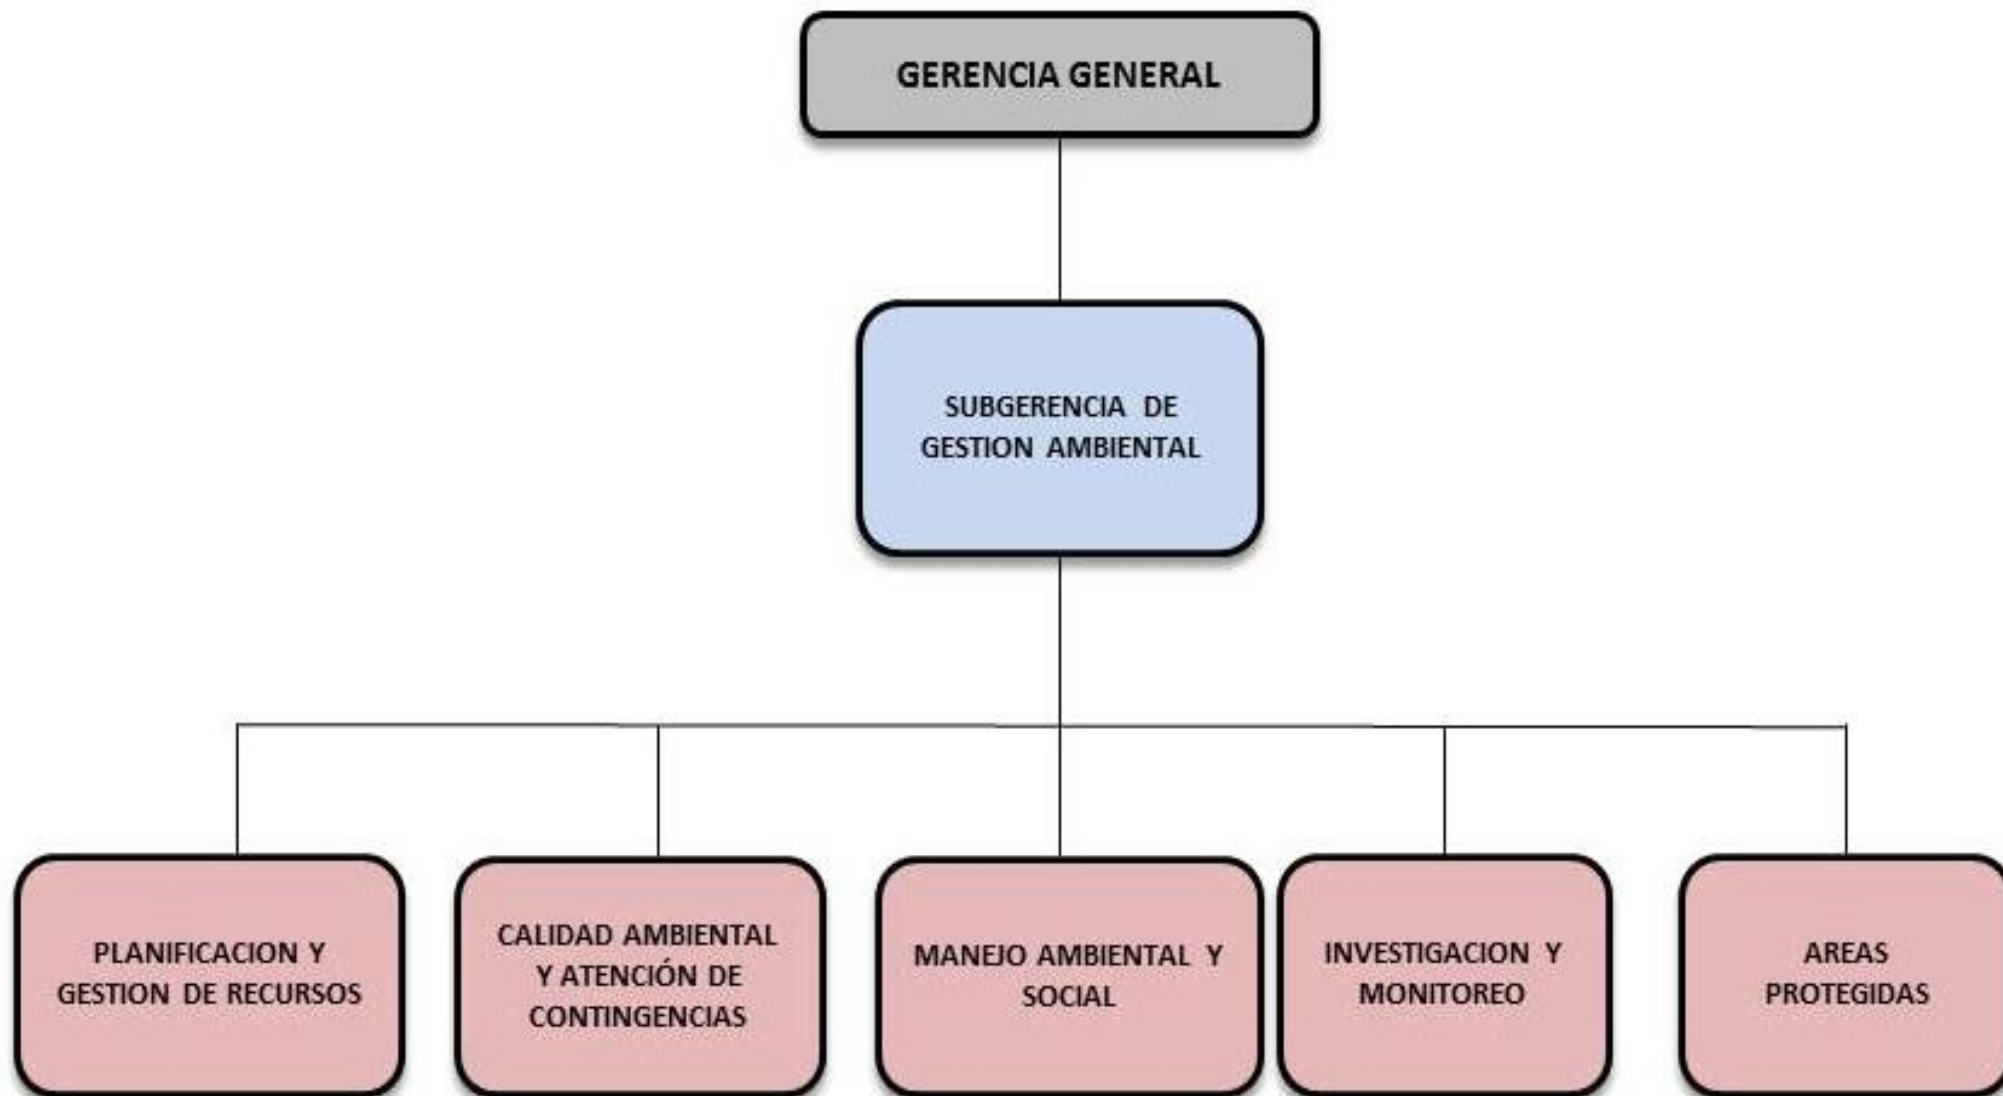 GERENCIA GENERAL
SUBGERENCIA DE
GESTION AMBIENTAL
PLANIFICACION Y
GESTION DE RECURSOS
CALIDAD AMBIENTAL
Y ATENCIÓN DE
CONTINGENCIAS
MANEJO AMBIENTAL Y
SOCIAL
INVESTIGACION Y
MONITOREO
AREAS
PROTEGIDAS